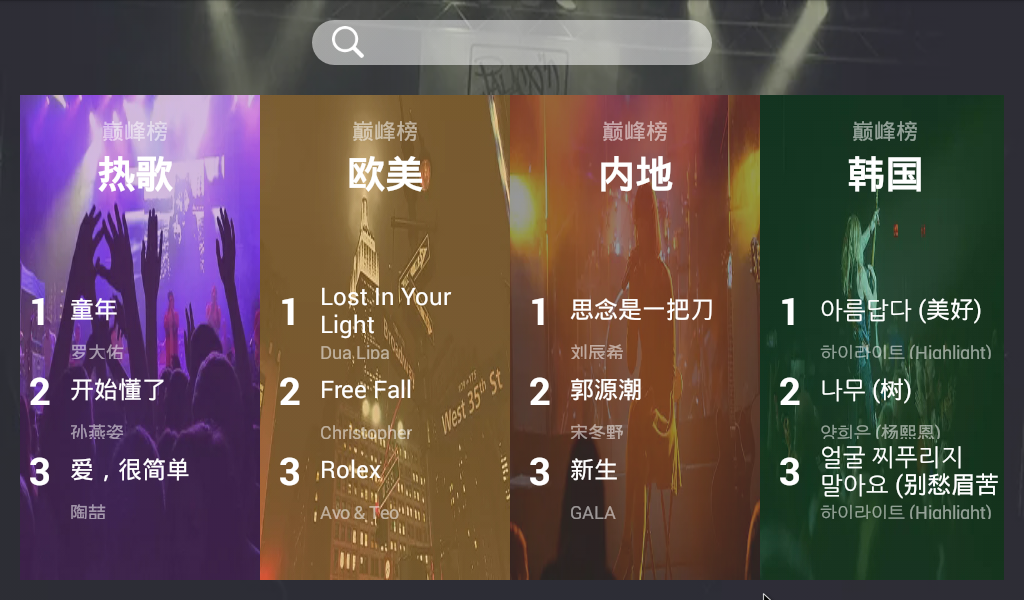 巅峰榜
热歌
1 童年
罗大佑
2 开始懂了
孙燕姿
3 爱，很简单
陶喆
巅峰榜
欧美
1 Lost In Your
Light
Dua Lipa
2 Free Fall
Christopher
3 Rolex
Avo & Teo
West 35th St
巅峰榜
内地
1 思念是一把刀
刘辰希
2 郭源潮
宋冬野
3 新生
GALA
巅峰榜
韩国
1 아름답다 (美好)
하이라이트 (Highlight)
2 나무 (树)
양희은 (杨熙恩)
3 얼굴 찌푸리지
말아요 (别愁眉苦
하이라이트 (Highlight)